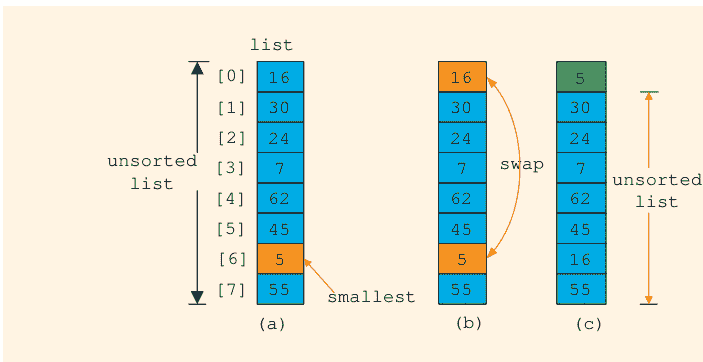 list
[0] 16 16 5
[1] 30 30 30
[2] 24 24 24
unsorted list
[3] 7 7 7
swap
[4] 62 62 62
unsorted list
[5] 45 45 45
[6] 5 5 16
smallest
[7] 55 55 55
(a) (b) (c)